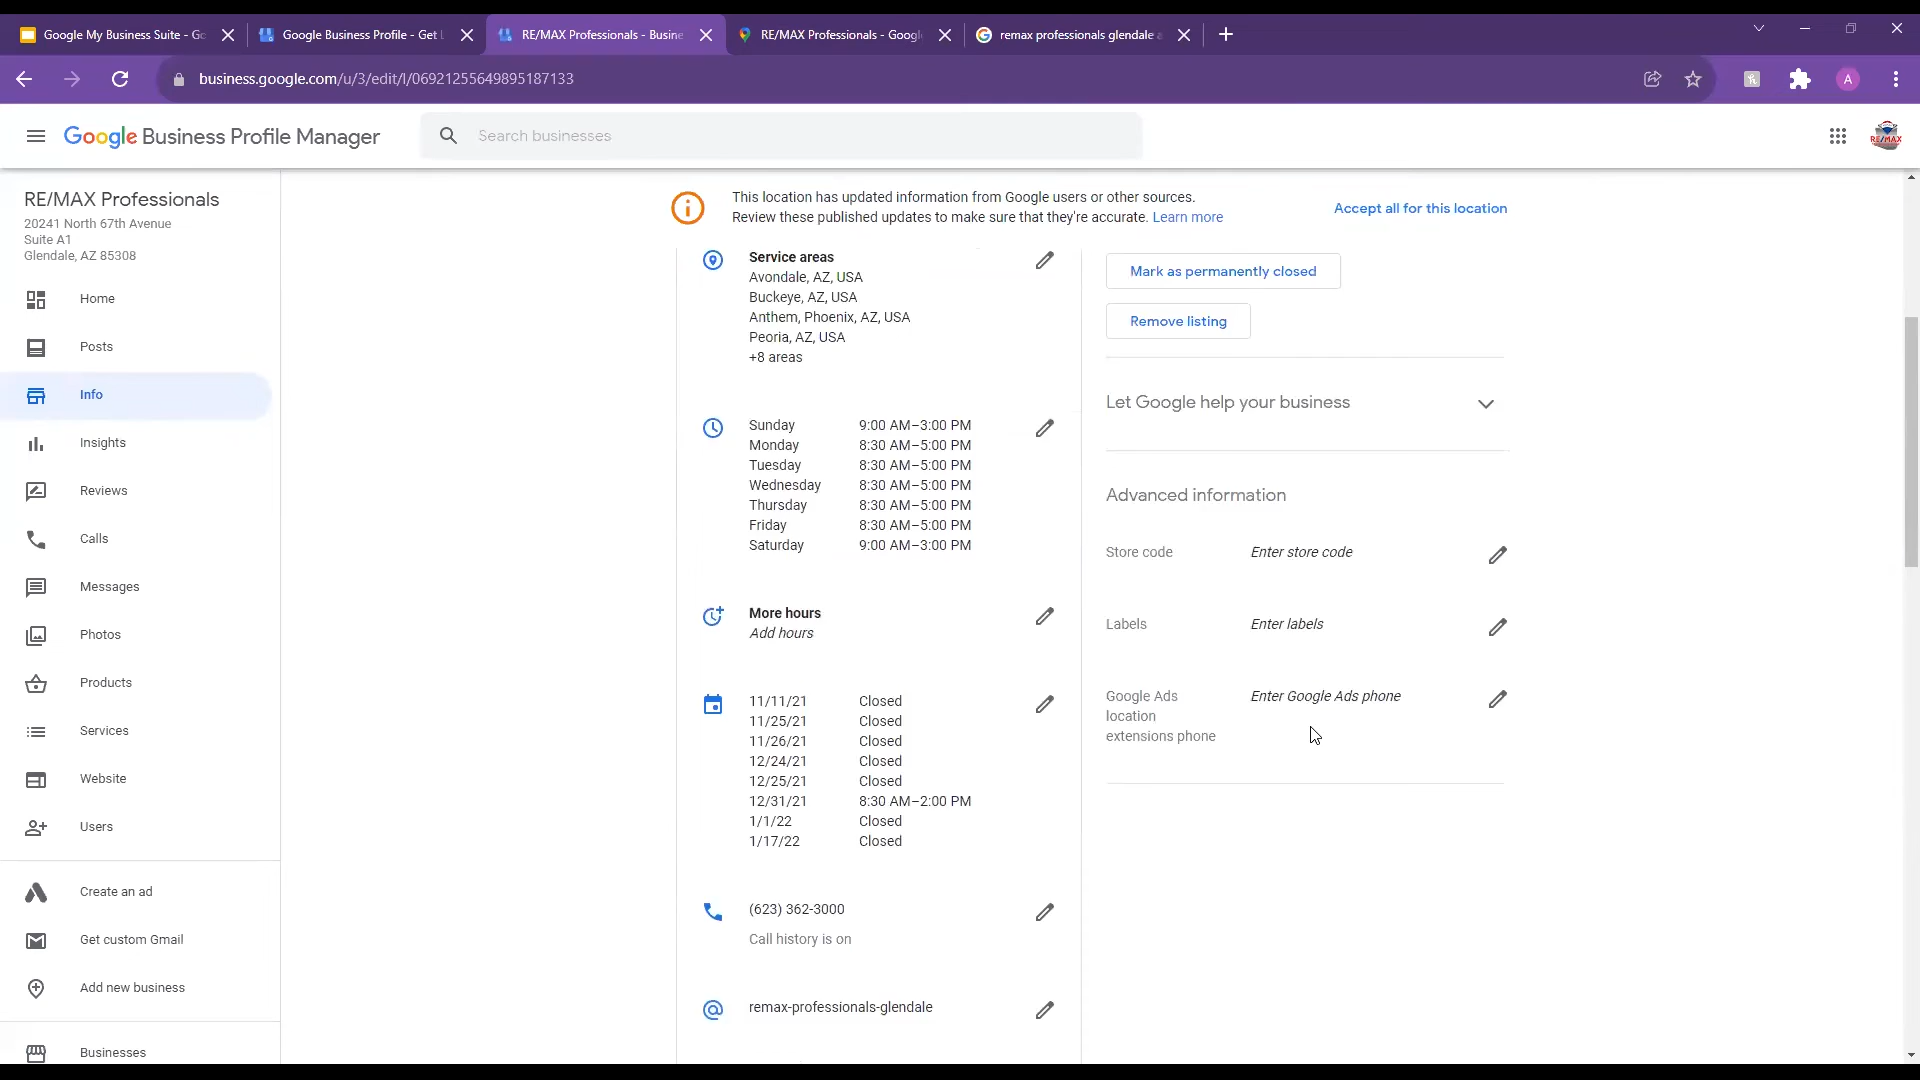 Google My Business Suite - Go
Google Business Profile - Get L
RE/MAX Professionals - Busine
RE/MAX Professionals - Googl
remax professionals glendale a
business.google.com/u/3/edit/l/06921255649895187133
A
Google Business Profile Manager
Search businesses
RE/MAX
RE/MAX Professionals
20241 North 67th Avenue
Suite A1
Glendale, AZ 85308
Home
Posts
Info
Insights
Reviews
Calls
Messages
Photos
Products
Services
Website
Users
Create an ad
Get custom Gmail
Add new business
Businesses
This location has updated information from Google users or other sources.
Review these published updates to make sure that they're accurate. Learn more
Accept all for this location
Service areas
Avondale, AZ, USA
Buckeye, AZ, USA
Anthem, Phoenix, AZ, USA
Peoria, AZ, USA
+8 areas
Sunday 9:00 AM–3:00 PM
Monday 8:30 AM–5:00 PM
Tuesday 8:30 AM–5:00 PM
Wednesday 8:30 AM–5:00 PM
Thursday 8:30 AM–5:00 PM
Friday 8:30 AM–5:00 PM
Saturday 9:00 AM–3:00 PM
More hours
Add hours
11/11/21 Closed
11/25/21 Closed
11/26/21 Closed
12/24/21 Closed
12/25/21 Closed
12/31/21 8:30 AM–2:00 PM
1/1/22 Closed
1/17/22 Closed
(623) 362-3000
Call history is on
remax-professionals-glendale
Mark as permanently closed
Remove listing
Let Google help your business
Advanced information
Store code Enter store code
Labels Enter labels
Google Ads Enter Google Ads phone
location
extensions phone